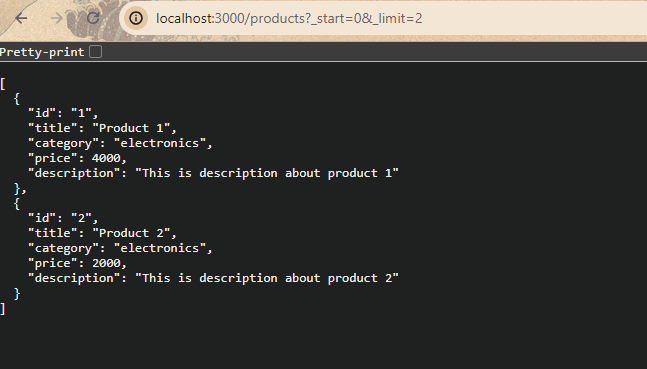 localhost:3000/products?_start=0&_limit=2
Pretty-print
[
  {
    "id": "1",
    "title": "Product 1",
    "category": "electronics",
    "price": 4000,
    "description": "This is description about product 1"
  },
  {
    "id": "2",
    "title": "Product 2",
    "category": "electronics",
    "price": 2000,
    "description": "This is description about product 2"
  }
]